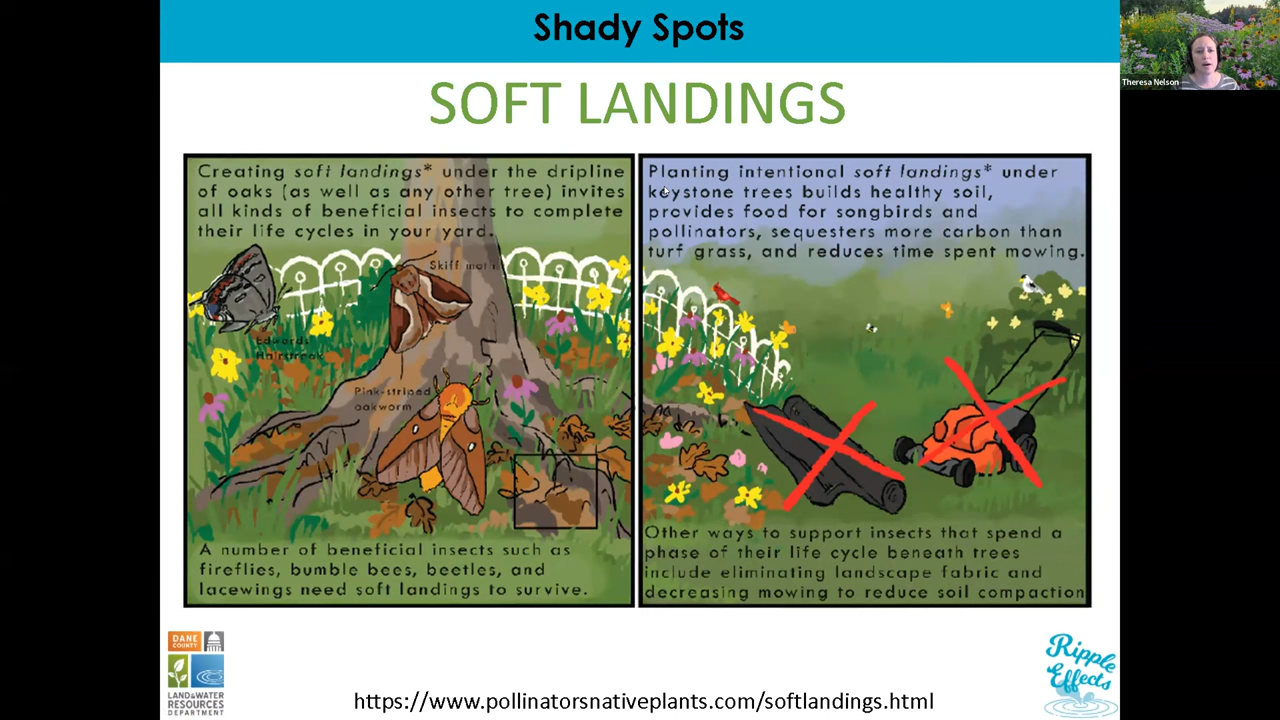 Shady Spots
Theresa Nelson
SOFT LANDINGS
Creating soft landings* under the dripline
of oaks (as well as any other tree) invites
all kinds of beneficial insects to complete
their life cycles in your yard.
Skiff moth
Edwards
Hairstreak
Pink-striped
oakworm
A number of beneficial insects such as
fireflies, bumble bees, beetles, and
lacewings need soft landings to survive.
Planting intentional soft landings* under
keystone trees builds healthy soil,
provides food for songbirds and
pollinators, sequesters more carbon than
turf grass, and reduces time spent mowing.
Other ways to support insects that spend a
phase of their life cycle beneath trees
include eliminating landscape fabric and
decreasing mowing to reduce soil compaction
DANE
COUNTY
LAND & WATER
RESOURCES
DEPARTMENT
https://www.pollinatorsnativeplants.com/softlandings.html
Ripple
Effects